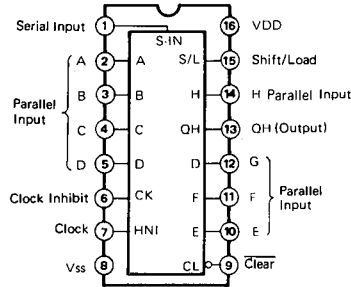 Serial Input 1 S-IN 16 VDD
A 2 A S/L 15 Shift/Load
B 3 B H 14 H Parallel Input
Parallel Input
C 4 C QH 13 QH (Output)
D 5 D D 12 G
Clock Inhibit 6 CK F 11 F
Parallel Input
Clock 7 HNI E 10 E
Vss 8 CL 9 Clear